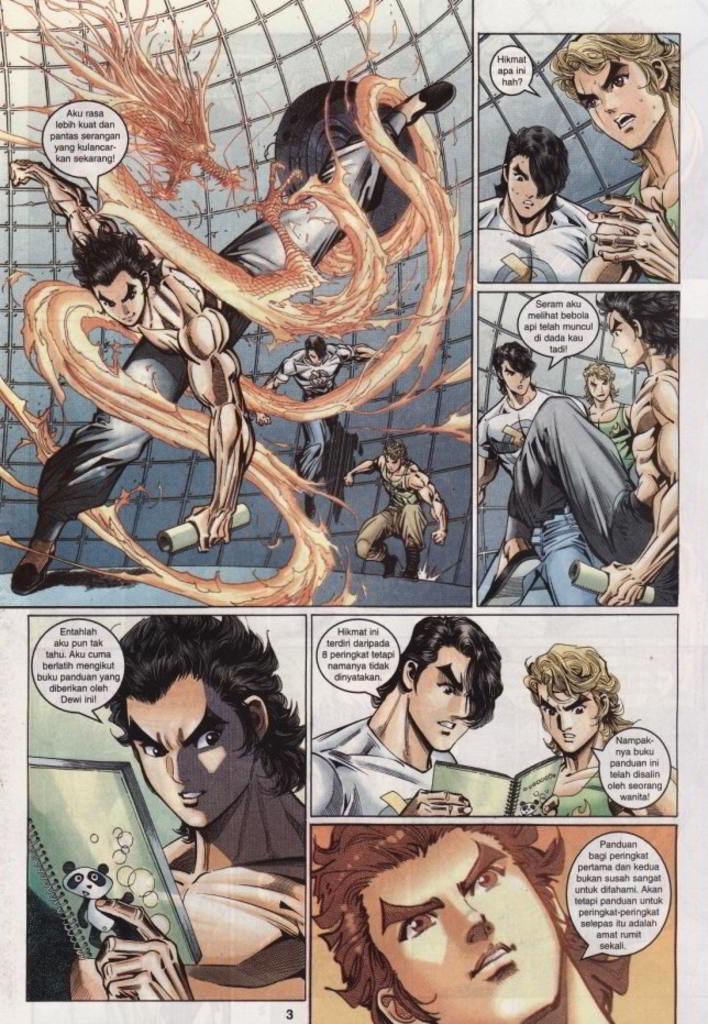 Aku rasa
lebih kuat dan
pantas serangan
yang kulancar-
kan sekarang!
Hikmat
apa ini
hah?
Seram aku
melihat bebola
api telah muncul
di dada kau
tadi!
Entahlah
aku pun tak
tahu. Aku cuma
berlatih mengikut
buku panduan yang
diberikan oleh
Dewi ini!
Hikmat ini
terdiri daripada
8 peringkat tetapi
namanya tidak
dinyatakan.
Nampak-
nya buku
panduan
ini telah disalin
oleh seorang
wanita!
Panduan
bagi peringkat
pertama dan kedua
bukan susah sangat
untuk difahami. Akan
tetapi panduan untuk
peringkat-peringkat
selepas itu adalah
amat rumit
sekali.
3